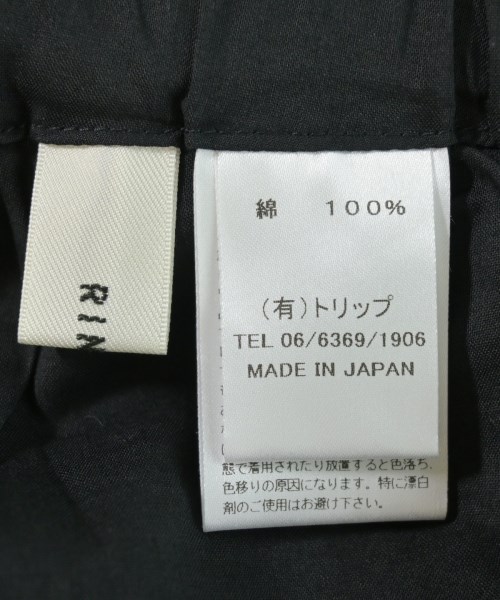 RIN
綿 100%
(有)トリップ
TEL 06/6369/1906
MADE IN JAPAN
態で着用されたり放置すると色落ち、
色移りの原因になります。特に漂白
剤のご使用はお避け下さい。